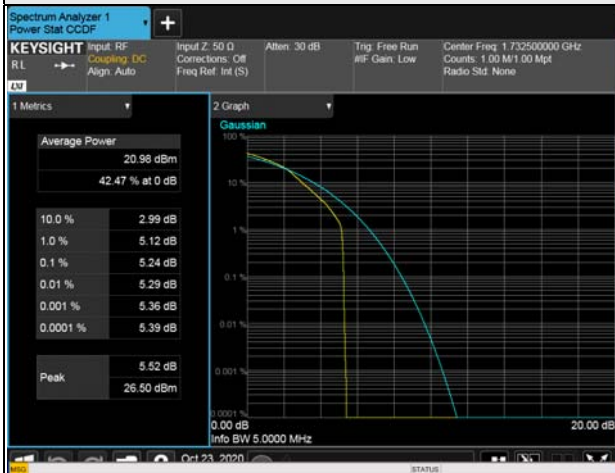 Spectrum Analyzer 1
Power Stat CCDF
+
KEYSIGHT
RL
LXI
Input: RF
Coupling: DC
Align: Auto
Input Z: 50 Ω
Corrections: Off
Freq Ref: Int (S)
Atten: 30 dB
Trig: Free Run
#IF Gain: Low
Center Freq: 1.732500000 GHz
Counts: 1.00 M/1.00 Mpt
Radio Std: None
1 Metrics
Average Power
20.98 dBm
42.47 % at 0 dB
10.0 % 2.99 dB
1.0 % 5.12 dB
0.1 % 5.24 dB
0.01 % 5.29 dB
0.001 % 5.36 dB
0.0001 % 5.39 dB
Peak
5.52 dB
26.50 dBm
2 Graph
Gaussian
100 %
10 %
1 %
0.1 %
0.01 %
0.001 %
0.0001 %
0.00 dB
20.00 dB
Info BW 5.0000 MHz
Oct 23, 2020
MSG
STATUS